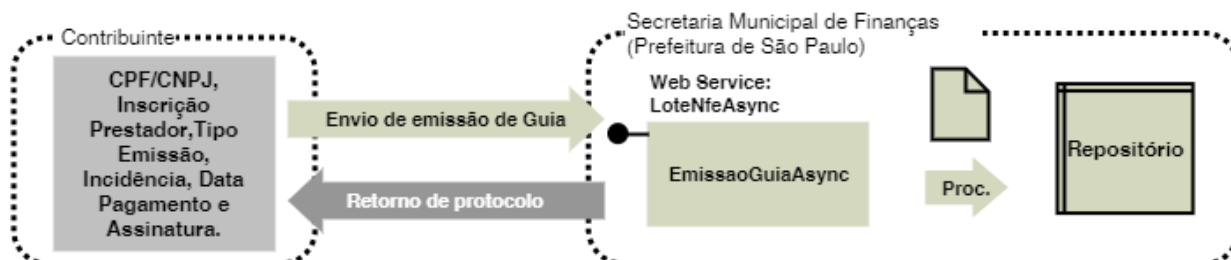 Contribuinte
CPF/CNPJ,
Inscrição
Prestador,Tipo
Emissão,
Incidência, Data
Pagamento e
Assinatura.
Envio de emissão de Guia
Retorno de protocolo
Secretaria Municipal de Finanças
(Prefeitura de São Paulo)
Web Service:
LoteNfeAsync
EmissaoGuiaAsync
Proc.
Repositório